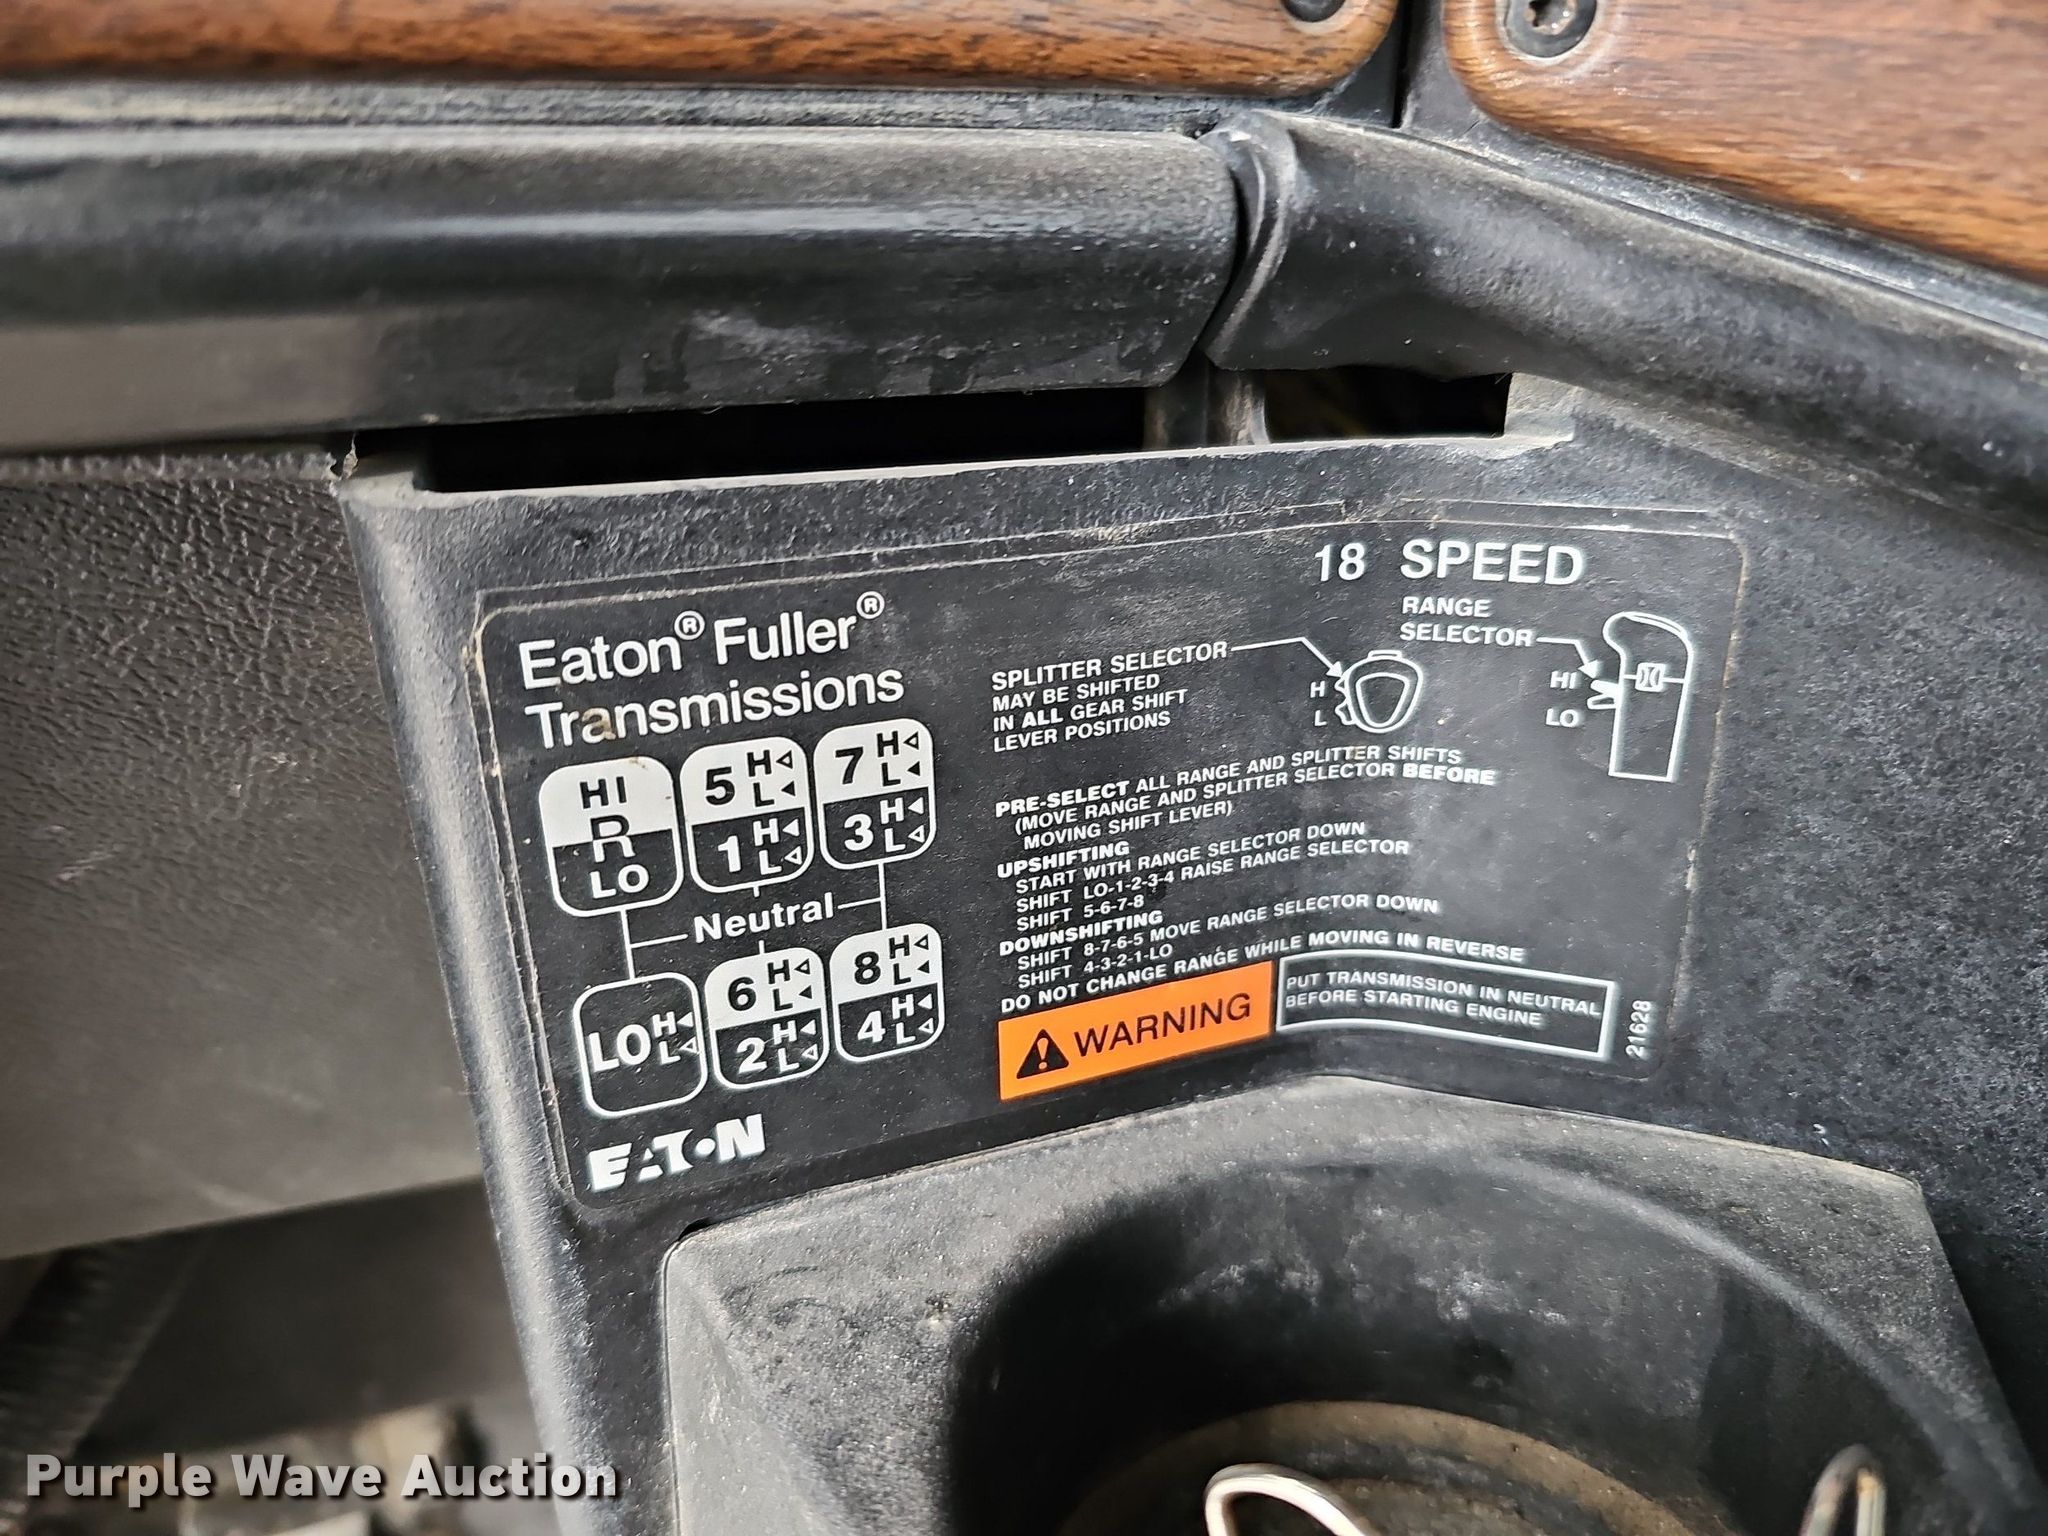 Eaton® Fuller®
Transmissions
18 SPEED
RANGE
SELECTOR
HI
LO
SPLITTER SELECTOR
MAY BE SHIFTED
IN ALL GEAR SHIFT
LEVER POSITIONS
H
L
HI
R
LO
5 H L
1 H L
7 H L
3 H L
Neutral
LO H L
6 H L
2 H L
8 H L
4 H L
PRE-SELECT ALL RANGE AND SPLITTER SHIFTS
(MOVE RANGE AND SPLITTER SELECTOR BEFORE
MOVING SHIFT LEVER)
UPSHIFTING
START WITH RANGE SELECTOR DOWN
SHIFT LO-1-2-3-4 RAISE RANGE SELECTOR
SHIFT 5-6-7-8
DOWNSHIFTING
SHIFT 8-7-6-5 MOVE RANGE SELECTOR DOWN
SHIFT 4-3-2-1-LO
DO NOT CHANGE RANGE WHILE MOVING IN REVERSE
WARNING
PUT TRANSMISSION IN NEUTRAL
BEFORE STARTING ENGINE
21628
EATON
Purple Wave Auction